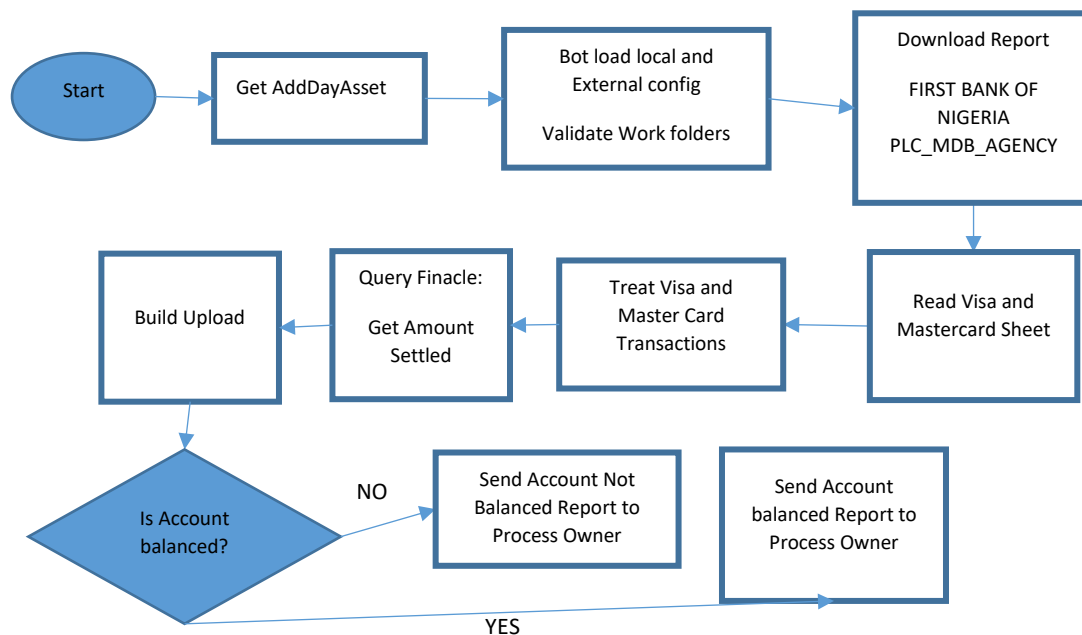 Start
Get AddDayAsset
Bot load local and
External config
Validate Work folders
Download Report
FIRST BANK OF
NIGERIA
PLC_MDB_AGENCY
Read Visa and
Mastercard Sheet
Treat Visa and
Master Card
Transactions
Query Finacle:
Get Amount
Settled
Build Upload
Is Account
balanced?
NO
Send Account Not
Balanced Report to
Process Owner
YES
Send Account
balanced Report to
Process Owner